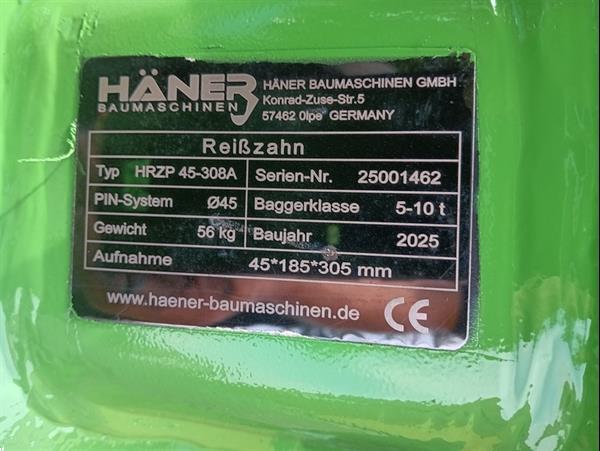 HÄNER
BAUMASCHINEN
HÄNER BAUMASCHINEN GMBH
Konrad-Zuse-Str.5
57462 Olpe GERMANY
Reißzahn
Typ HRZP 45-308A Serien-Nr. 25001462
PIN-System Ø45 Baggerklasse 5-10 t
Gewicht 56 kg Baujahr 2025
Aufnahme 45*185*305 mm
www.haener-baumaschinen.de CE